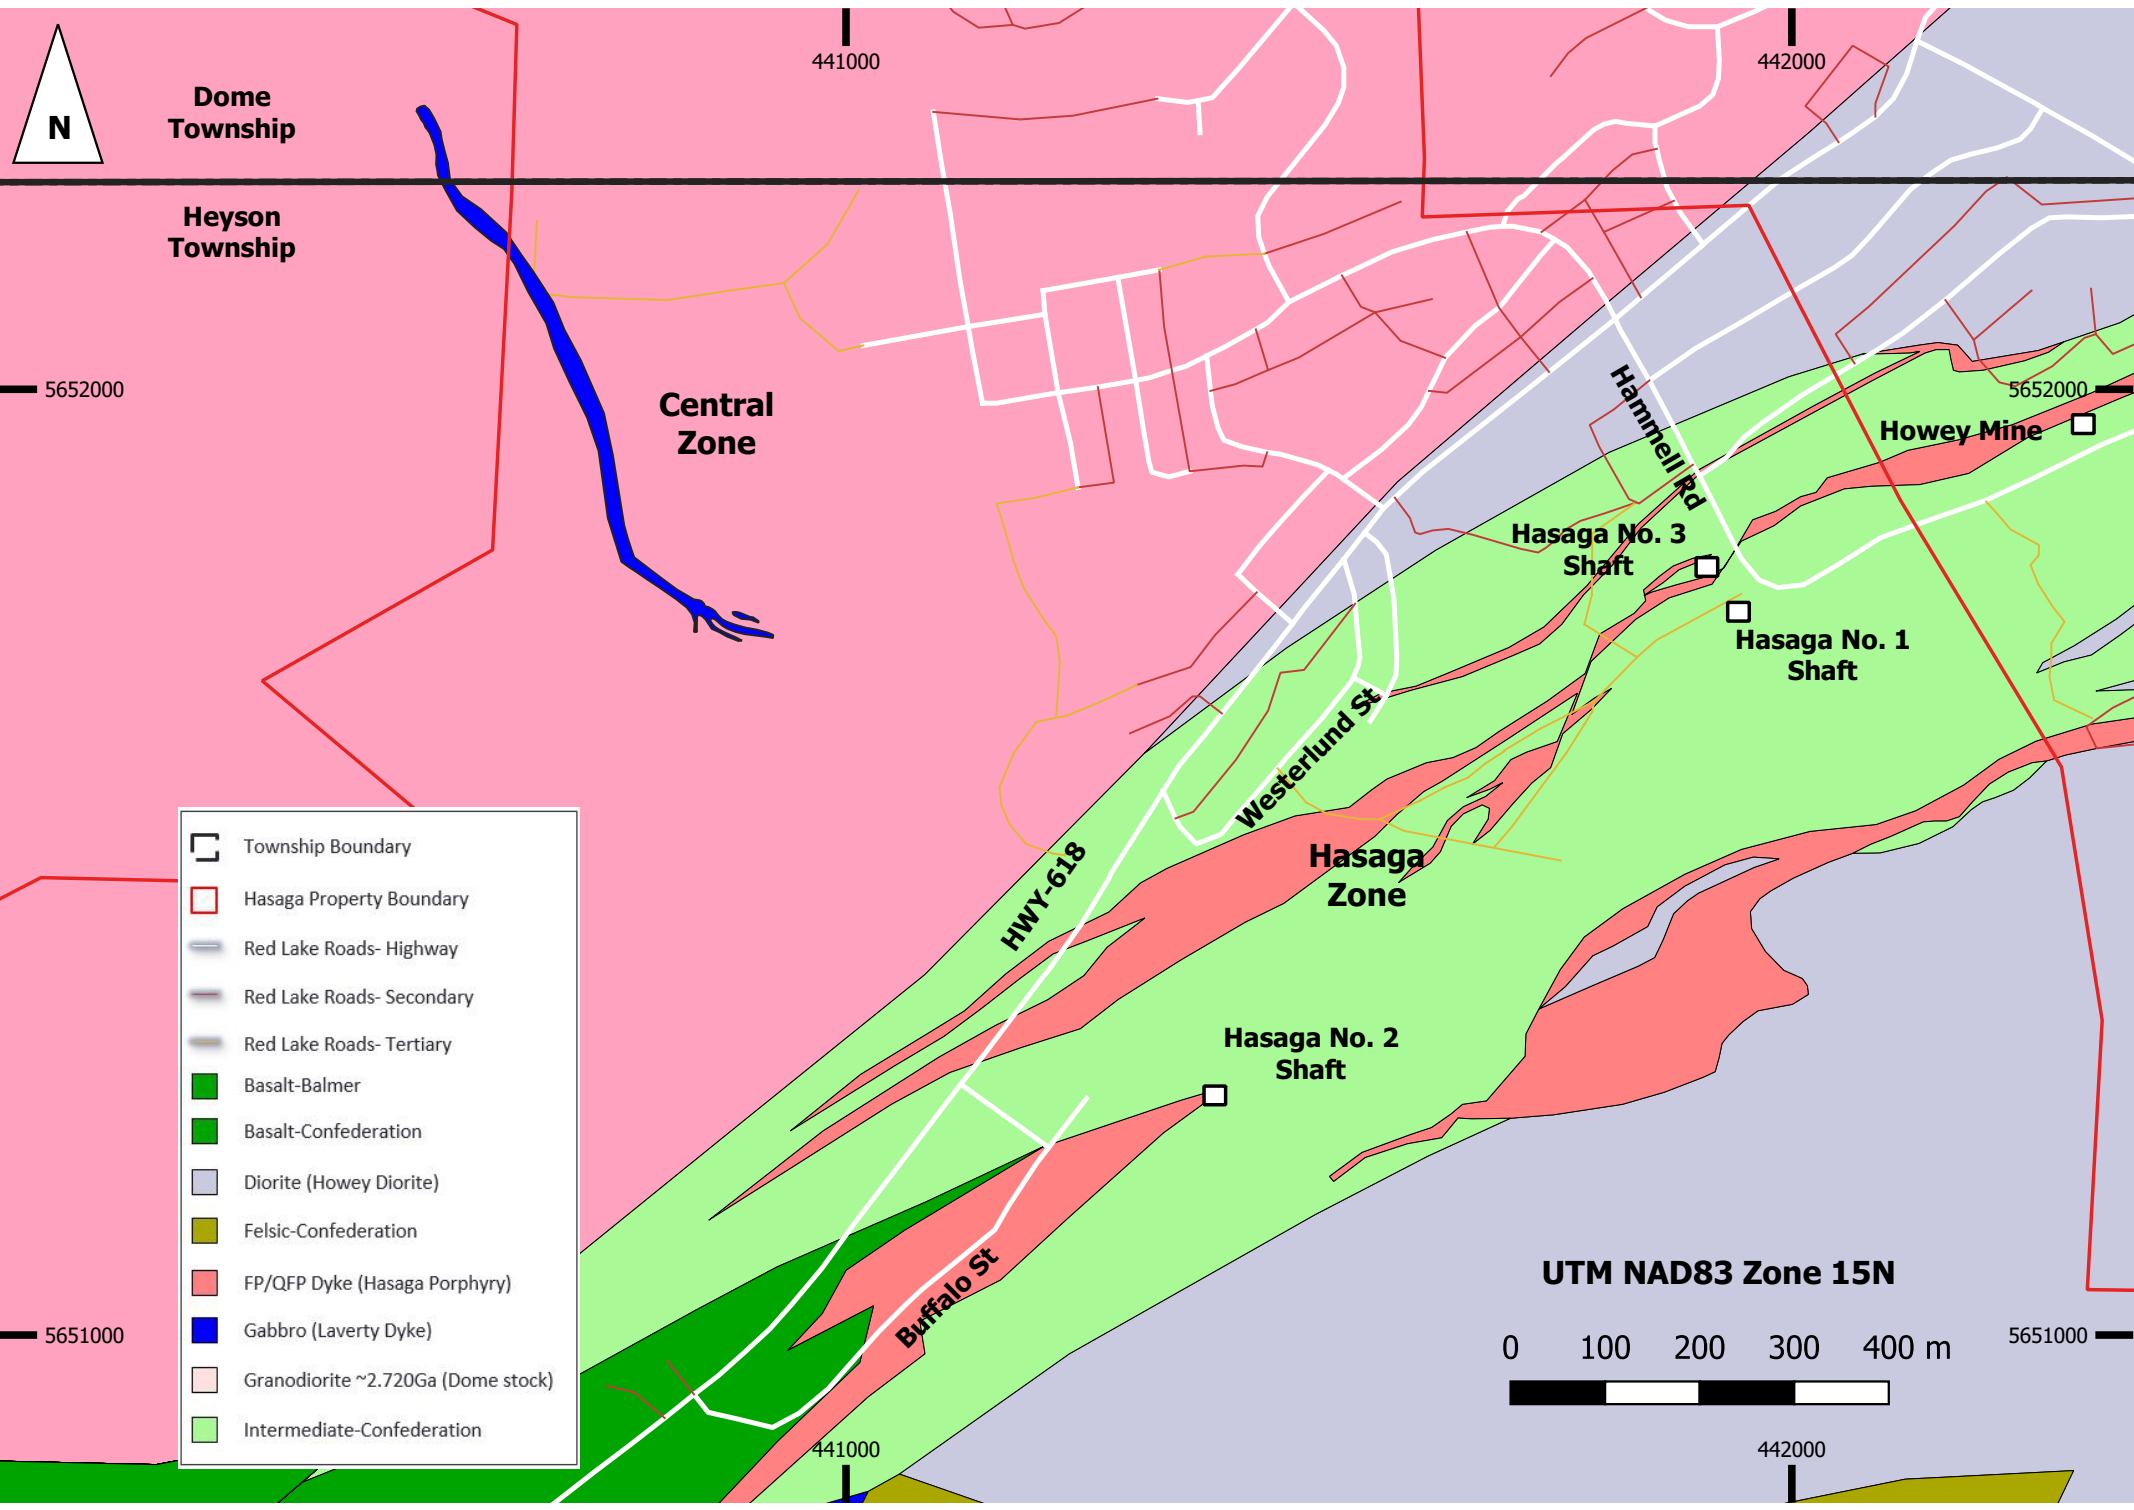 441000
442000
Dome
Township
N
Heyson
Township
5652000
5652000
Central
Zone
Hammell Rd
Howey Mine
Hasaga No. 3
Shaft
Hasaga No. 1
Shaft
Westerlund St
HWY-618
Hasaga
Zone
Hasaga No. 2
Shaft
Buffalo St
Township Boundary
Hasaga Property Boundary
Red Lake Roads- Highway
Red Lake Roads- Secondary
Red Lake Roads- Tertiary
Basalt-Balmer
Basalt-Confederation
Diorite (Howey Diorite)
Felsic-Confederation
FP/QFP Dyke (Hasaga Porphyry)
Gabbro (Laverty Dyke)
Granodiorite ~2.720Ga (Dome stock)
Intermediate-Confederation
UTM NAD83 Zone 15N
0 100 200 300 400 m
5651000
5651000
441000
442000